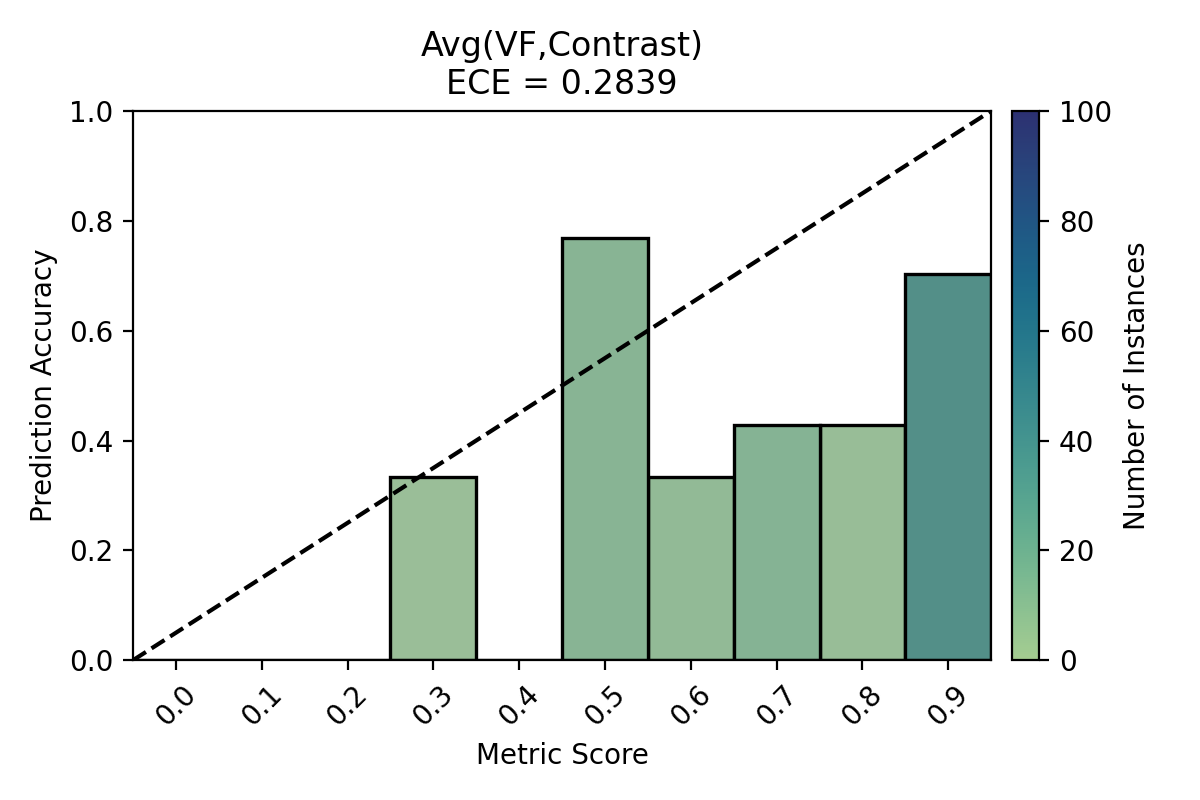 Avg(VF,Contrast)
ECE = 0.2839
Prediction Accuracy
1.0
0.8
0.6
0.4
0.2
0.0
0.0 0.1 0.2 0.3 0.4 0.5 0.6 0.7 0.8 0.9
Metric Score
100
80
60
40
20
0
Number of Instances